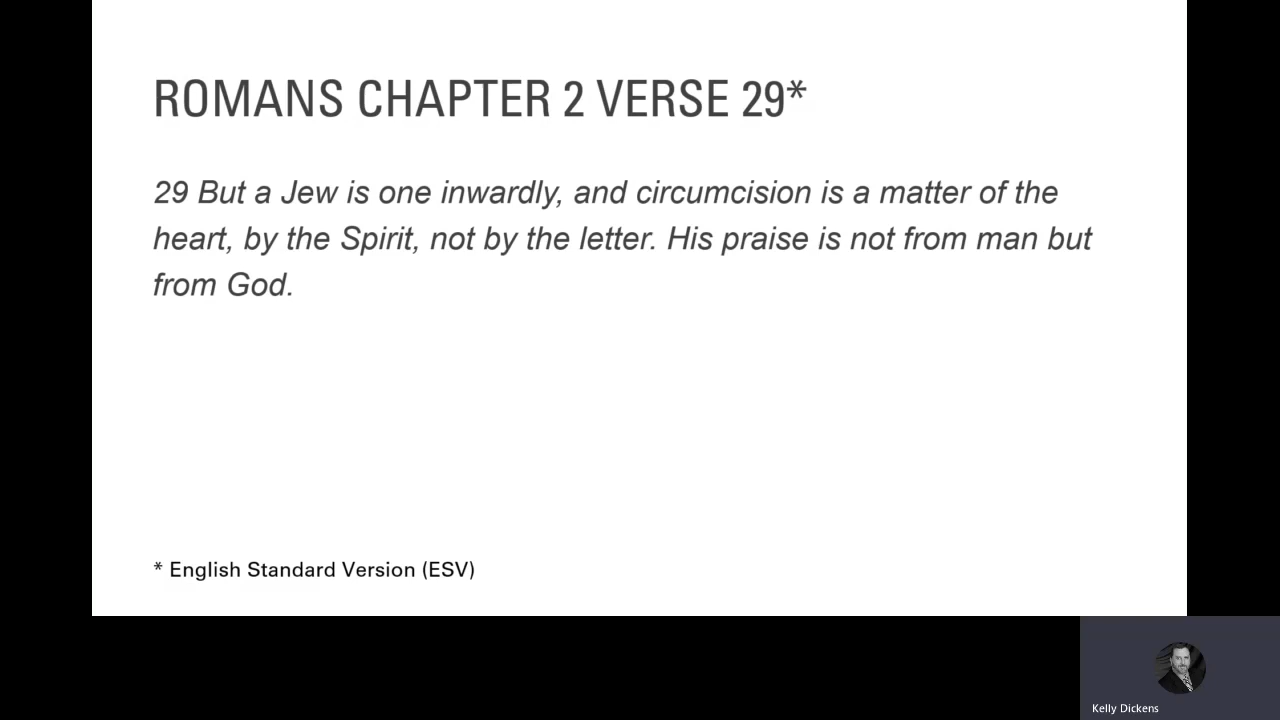 ROMANS CHAPTER 2 VERSE 29*
29 But a Jew is one inwardly, and circumcision is a matter of the
heart, by the Spirit, not by the letter. His praise is not from man but
from God.
* English Standard Version (ESV)
Kelly Dickens